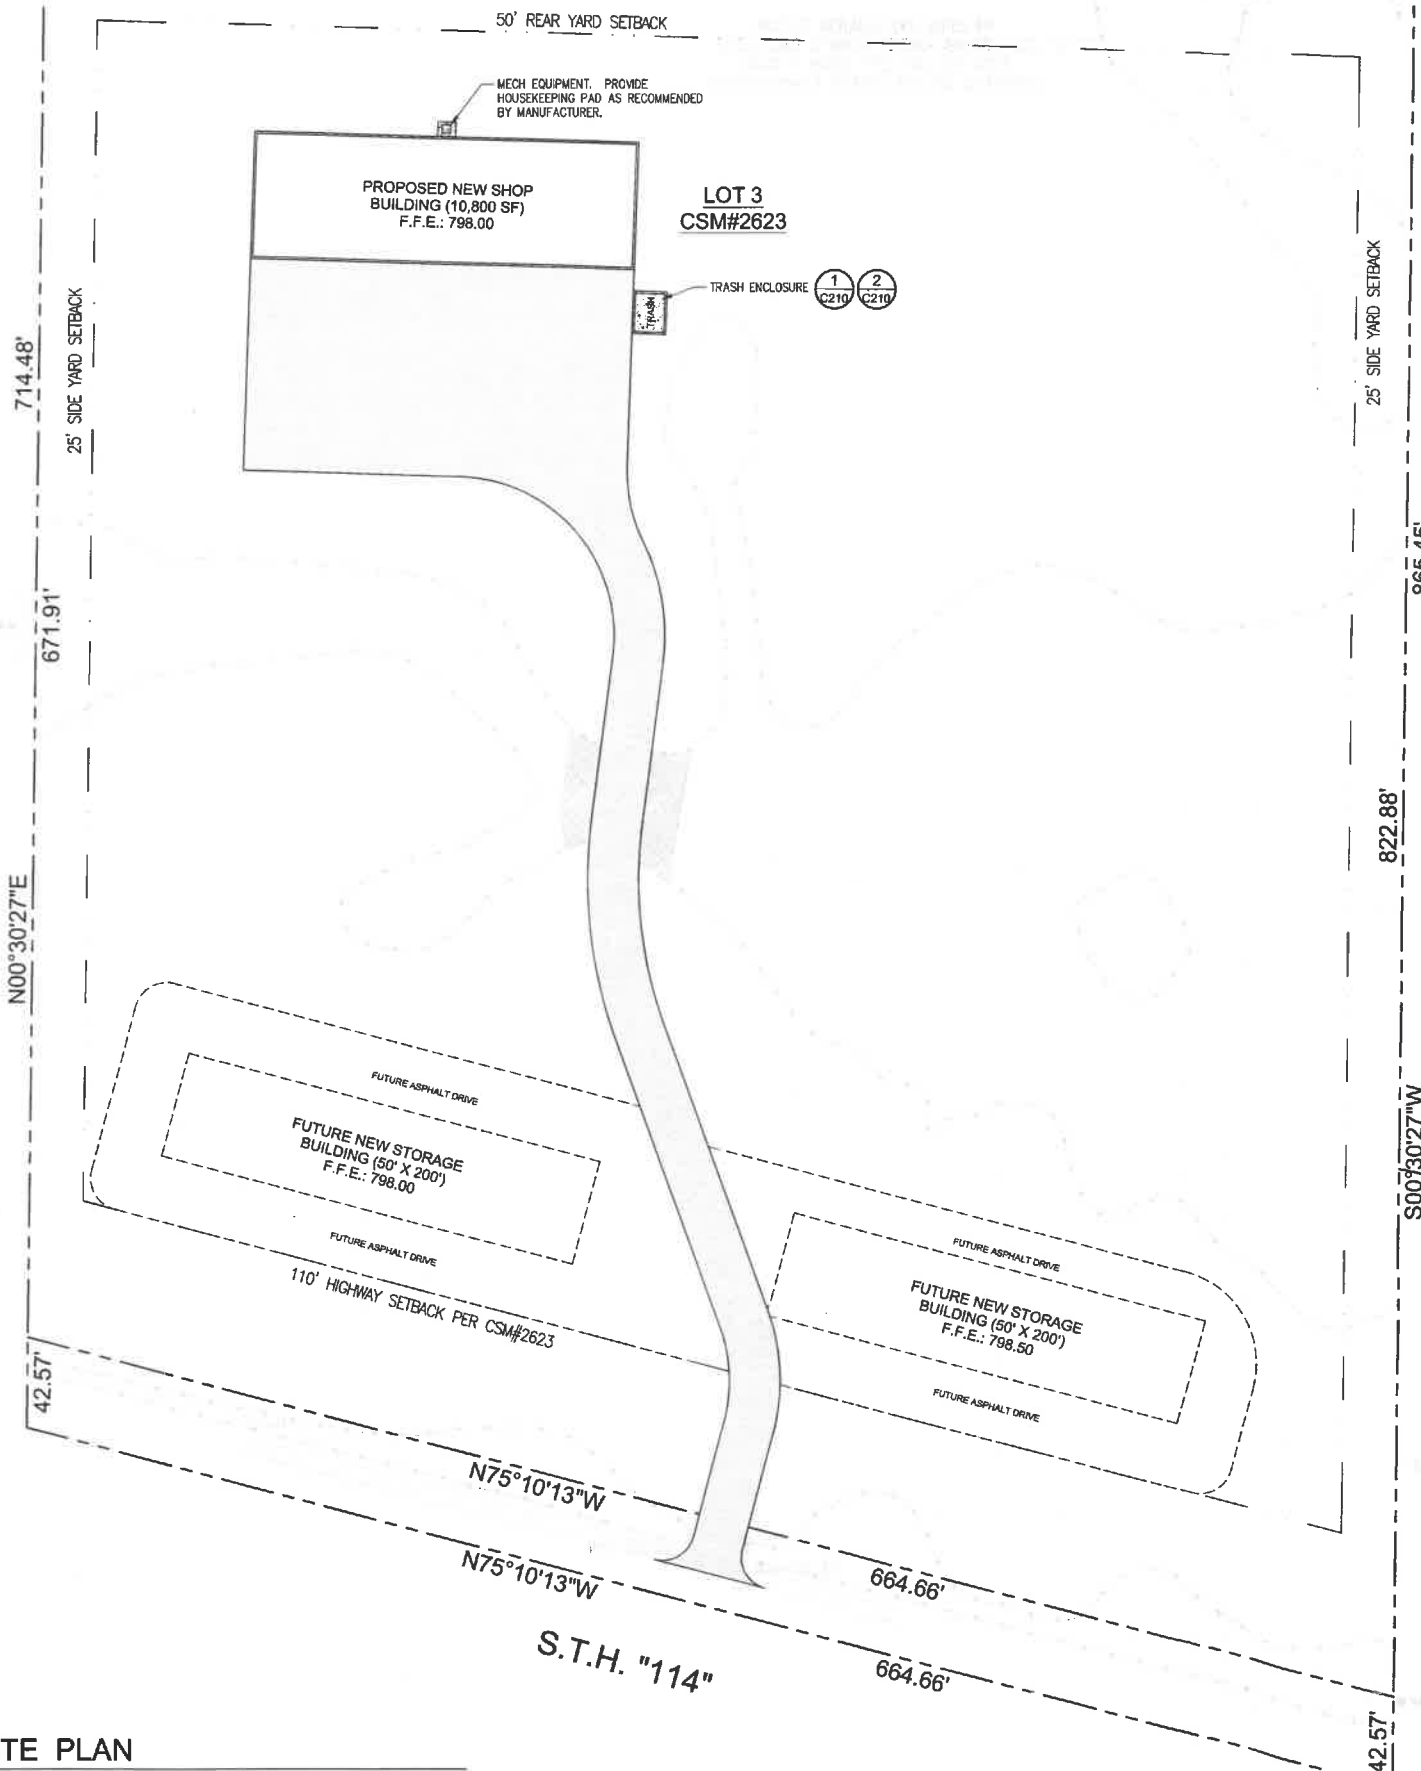 50' REAR YARD SETBACK
MECH EQUIPMENT. PROVIDE
HOUSEKEEPING PAD AS RECOMMENDED
BY MANUFACTURER.
PROPOSED NEW SHOP
BUILDING (10,800 SF)
F.F.E.: 798.00
LOT 3
CSM#2623
TRASH ENCLOSURE
1
C210
2
C210
TRASH
25' SIDE YARD SETBACK
25' SIDE YARD SETBACK
714.48'
671.91'
865.45'
822.88'
N00°30'27"E
S00°30'27"W
FUTURE ASPHALT DRIVE
FUTURE NEW STORAGE
BUILDING (50' X 200')
F.F.E.: 798.00
FUTURE ASPHALT DRIVE
110' HIGHWAY SETBACK PER CSM#2623
FUTURE ASPHALT DRIVE
FUTURE NEW STORAGE
BUILDING (50' X 200')
F.F.E.: 798.50
FUTURE ASPHALT DRIVE
42.57'
N75°10'13"W
664.66'
N75°10'13"W
664.66'
S.T.H. "114"
42.57'
TE PLAN